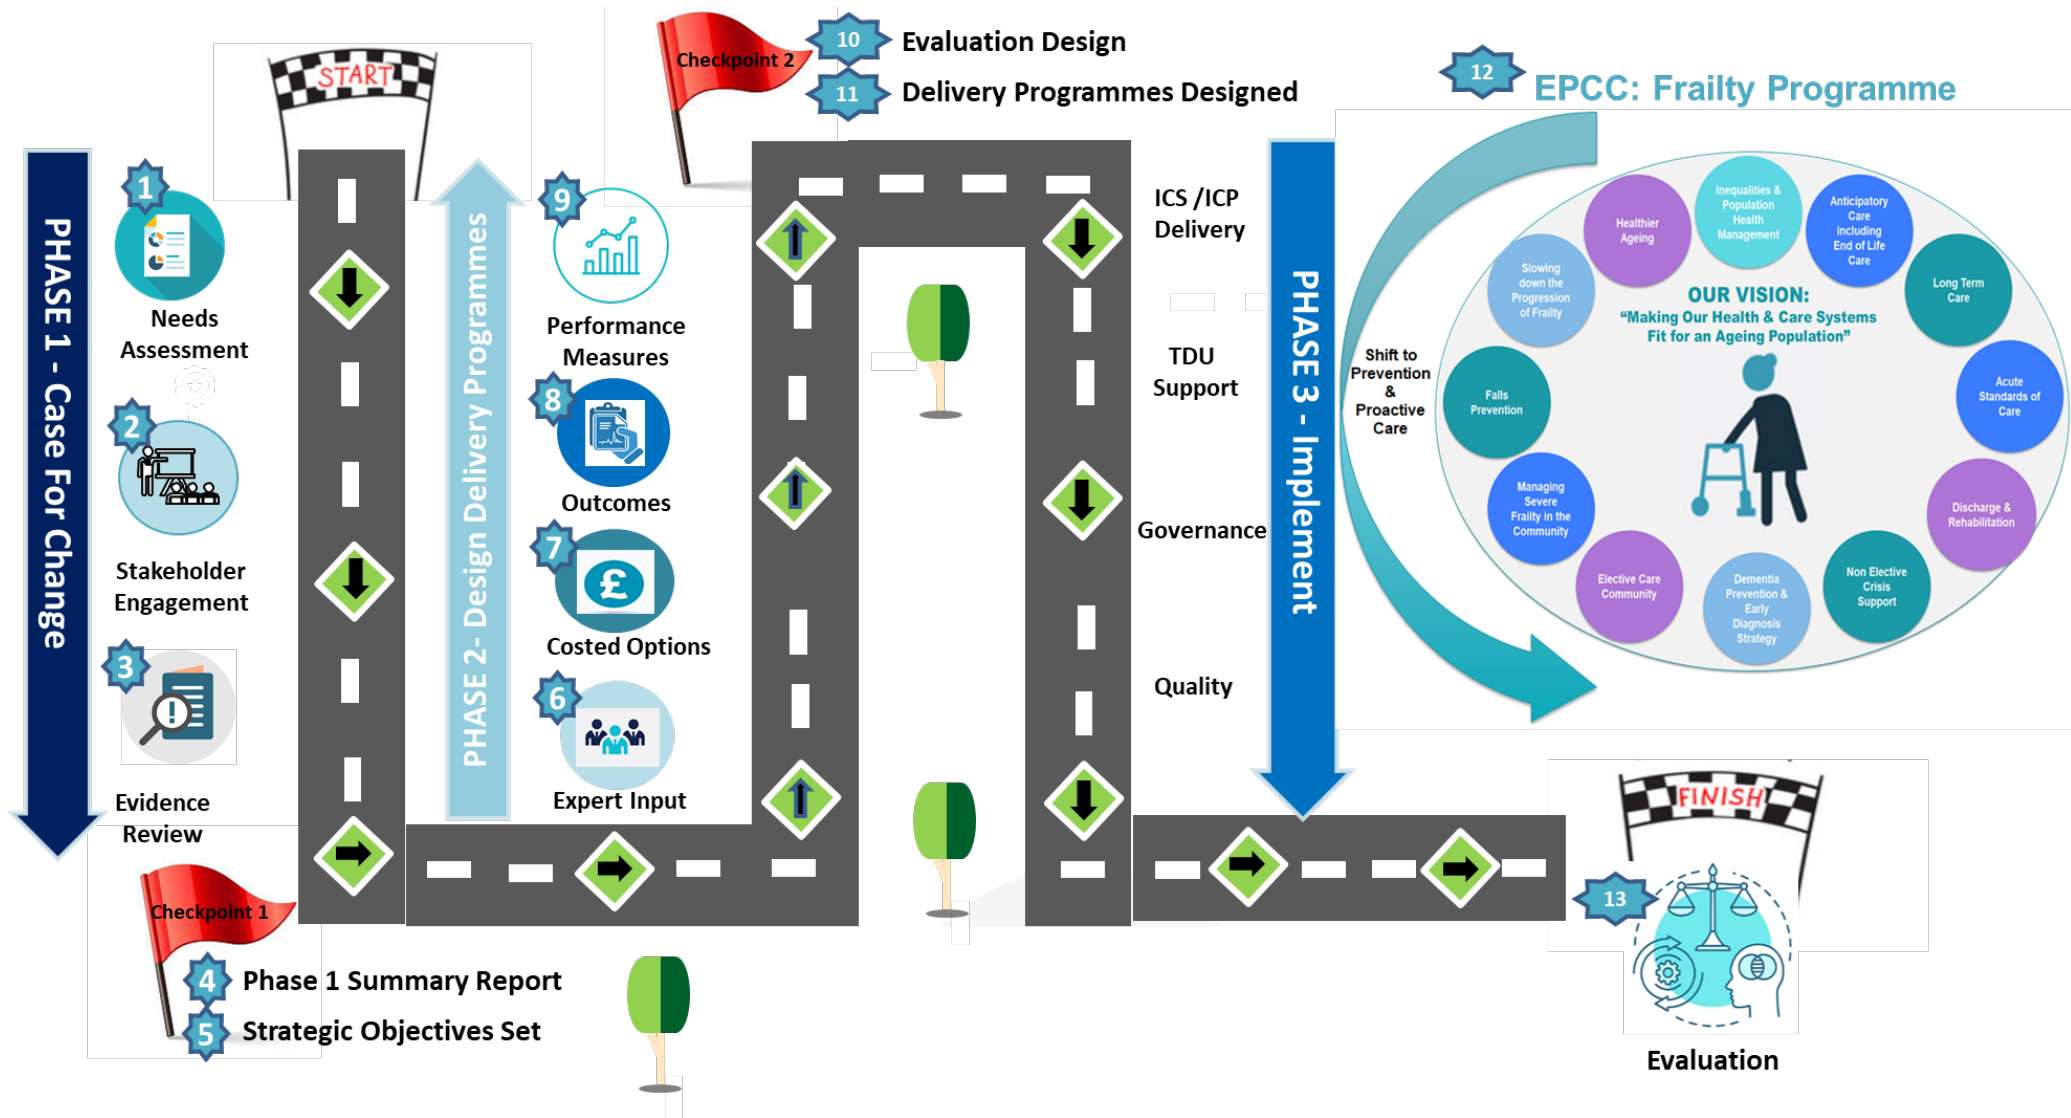 START
PHASE 1 - Case For Change
1
Needs
Assessment
2
Stakeholder
Engagement
3
Evidence
Review
Checkpoint 1
4
Phase 1 Summary Report
5
Strategic Objectives Set
PHASE 2- Design Delivery Programmes
9
Performance
Measures
8
Outcomes
7
£
Costed Options
6
Expert Input
Checkpoint 2
10
Evaluation Design
11
Delivery Programmes Designed
ICS /ICP
Delivery
TDU
Support
Governance
Quality
PHASE 3 - Implement
12
EPCC: Frailty Programme
Shift to
Prevention
&
Proactive
Care
OUR VISION:
“Making Our Health & Care Systems
Fit for an Ageing Population”
Inequalities &
Population
Health
Management
Anticipatory
Care
including
End of Life
Care
Long Term
Care
Acute
Standards of
Care
Discharge &
Rehabilitation
Non Elective
Crisis
Support
Dementia
Prevention &
Early
Diagnosis
Strategy
Elective Care
Community
Managing
Severe
Frailty in the
Community
Falls
Prevention
Slowing
down the
Progression
of Frailty
Healthier
Ageing
FINISH
13
Evaluation